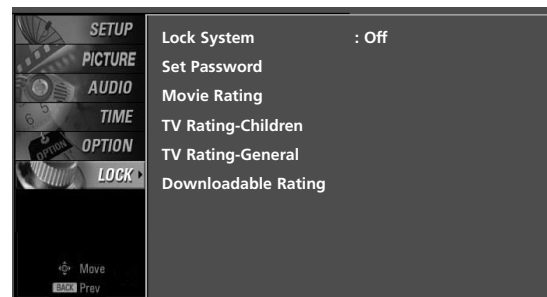 SETUP
PICTURE
AUDIO
TIME
OPTION
LOCK
Move
BACK Prev
Lock System : Off
Set Password
Movie Rating
TV Rating-Children
TV Rating-General
Downloadable Rating